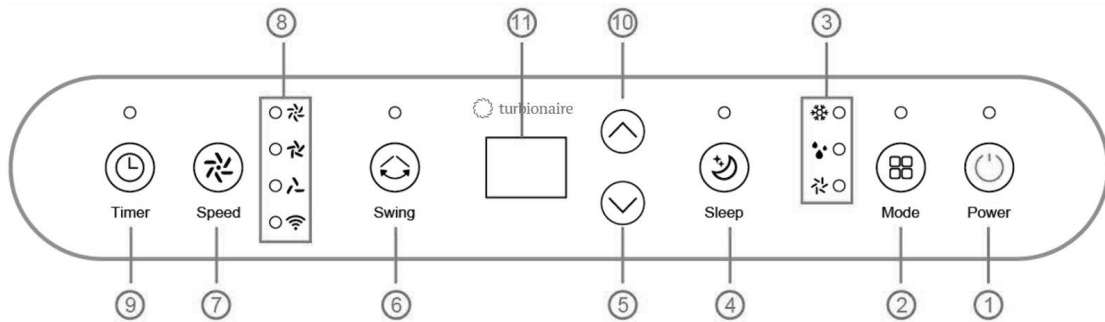 ⑧ ⑪ ⑩ ③
turbionaire
Timer Speed Swing Sleep Mode Power
⑨ ⑦ ⑥ ⑤ ④ ② ①